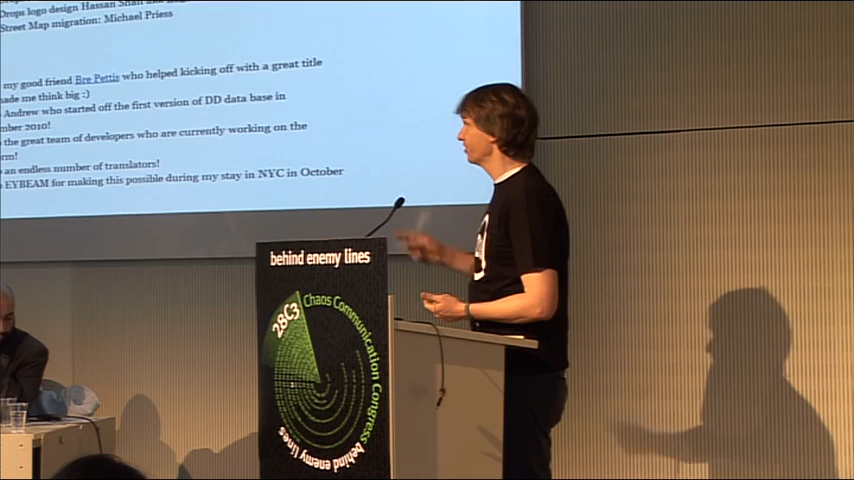 Drops logo design Hassan
Street Map migration: Michael Priess
my good friend Bre Pettis who helped kicking off with a great title
made me think big :)
Andrew who started off the first version of DD data base in
mber 2010!
the great team of developers who are currently working on the
rm!
an endless number of translators!
EYBEAM for making this possible during my stay in NYC in October
behind enemy lines
28C3 Chaos Communication Congress behind enemy lines